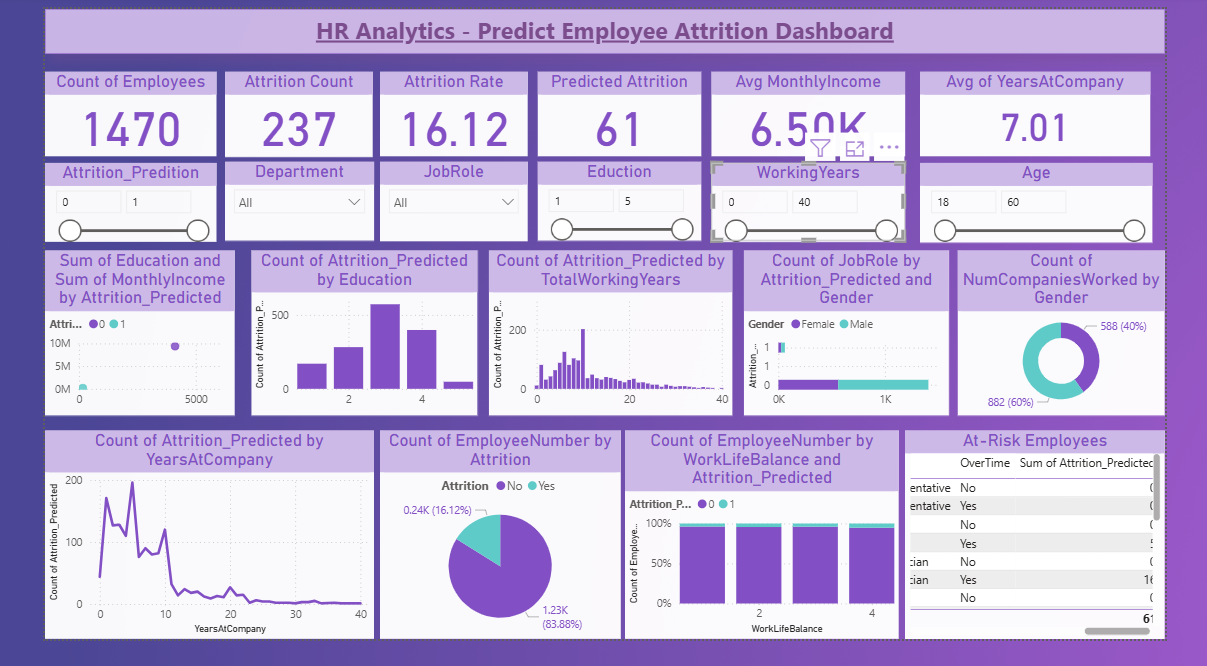 HR Analytics - Predict Employee Attrition Dashboard
Count of Employees
1470
Attrition Count
237
Attrition Rate
16.12
Predicted Attrition
61
Avg MonthlyIncome
6.50K
Avg of YearsAtCompany
7.01
Attrition_Predition
0 1
Department
All
JobRole
All
Eduction
1 5
WorkingYears
0 40
Age
18 60
Sum of Education and
Sum of MonthlyIncome
by Attrition_Predicted
Attri... 0 1
10M
5M
0M
0 5000
Count of Attrition_Predicted
by Education
Count of Attrition_P...
500
0
2 4
Count of Attrition_Predicted by
TotalWorkingYears
Count of Attrition_P...
200
0
0 20 40
Count of JobRole by
Attrition_Predicted and
Gender
Gender Female Male
Attrition_...
1
1
0
0K 1K
Count of
NumCompaniesWorked by
Gender
588 (40%)
882 (60%)
Count of Attrition_Predicted by
YearsAtCompany
Count of Attrition_Predicted
200
100
0
0 10 20 30 40
YearsAtCompany
Count of EmployeeNumber by
Attrition
Attrition No Yes
0.24K (16.12%)
1.23K
(83.88%)
Count of EmployeeNumber by
WorkLifeBalance and
Attrition_Predicted
Attrition_P... 0 1
Count of Employe...
100%
50%
0%
2 4
WorkLifeBalance
At-Risk Employees
OverTime Sum of Attrition_Predicted
entative No
entative Yes
No
Yes
cian No
cian Yes 16
No
61